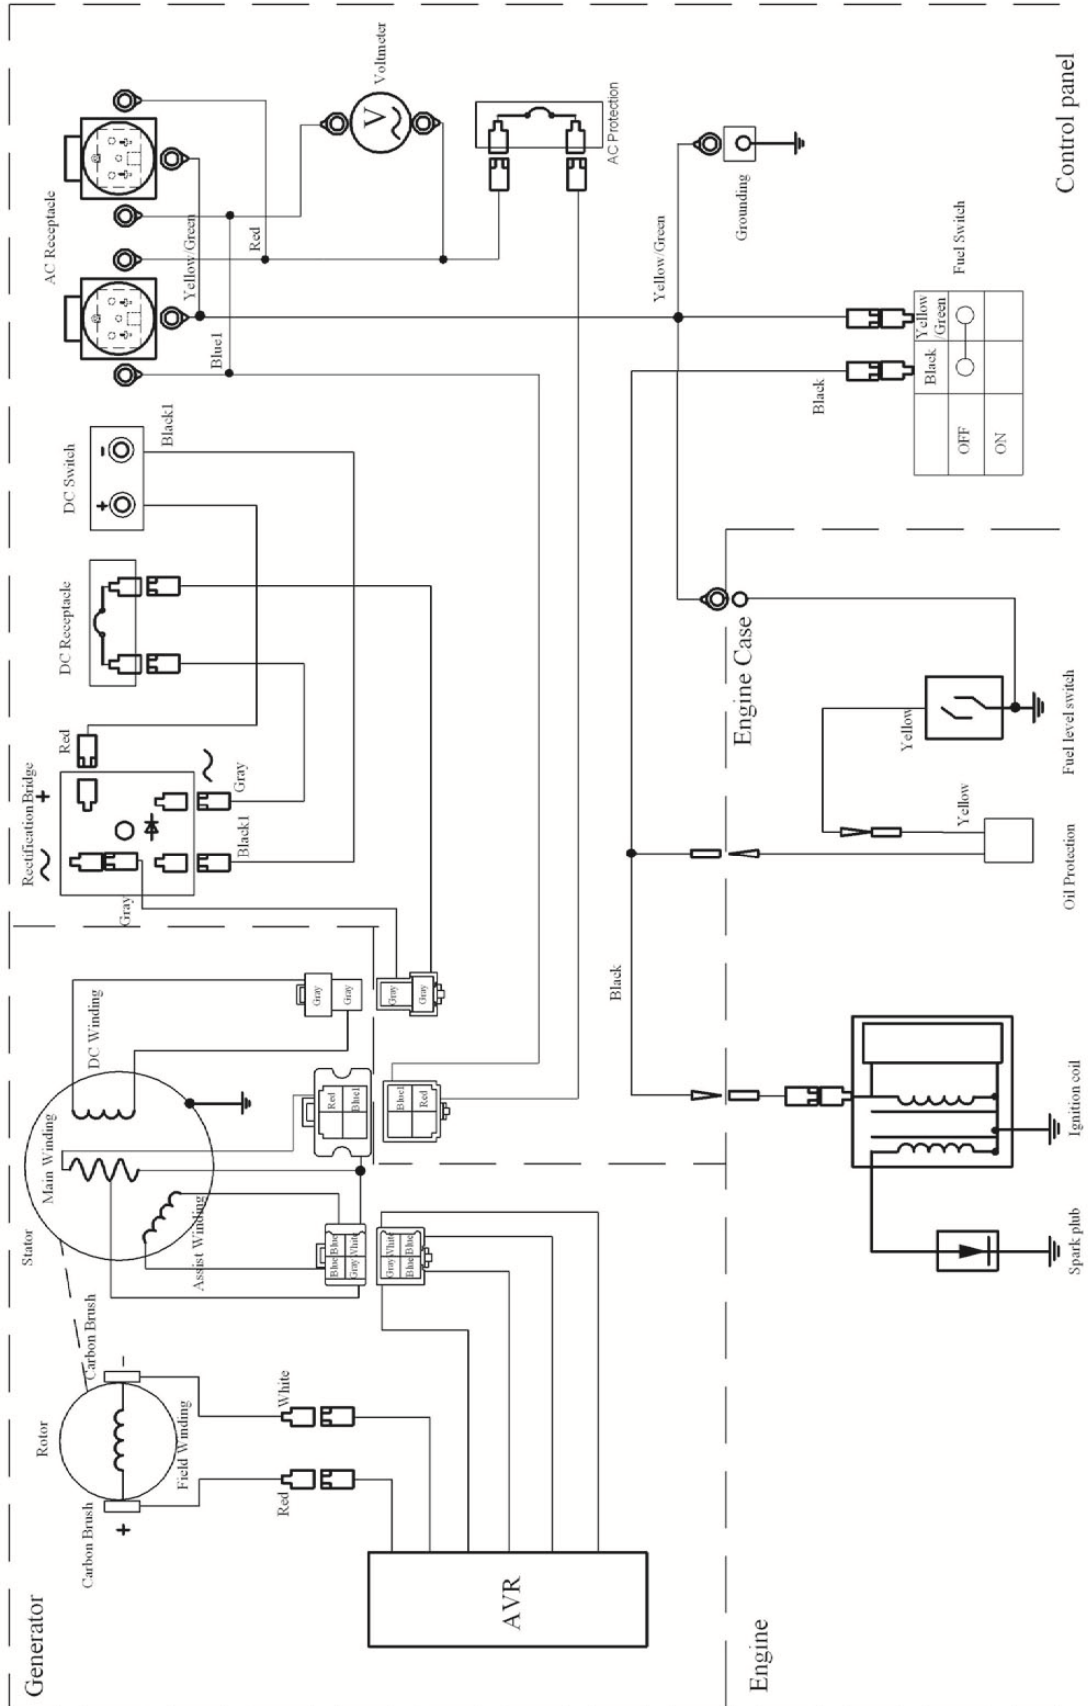 Generator
Rotor
Carbon Brush
+
Carbon Brush
-
Field Winding
Red
White
AVR
Stator
Main Winding
Assist Winding
DC Winding
Blue
Blue
Gray
White
Gray
White
Blue
Blue
Red
Blue1
Blue1
Red
Gray
Gray
Gray
Gray
Rectification Bridge
+
Gray
Black1
Gray
Red
DC Receptacle
DC Switch
+
-
Black1
AC Receptacle
Blue1
Yellow/Green
Red
Voltmeter
V
AC Protection
Yellow/Green
Grounding
Control panel
Fuel Switch
Black
Yellow
/Green
OFF
ON
Black
Black
Engine Case
Yellow
Yellow
Fuel level switch
Oil Protection
Ignition coil
Spark plub
Engine